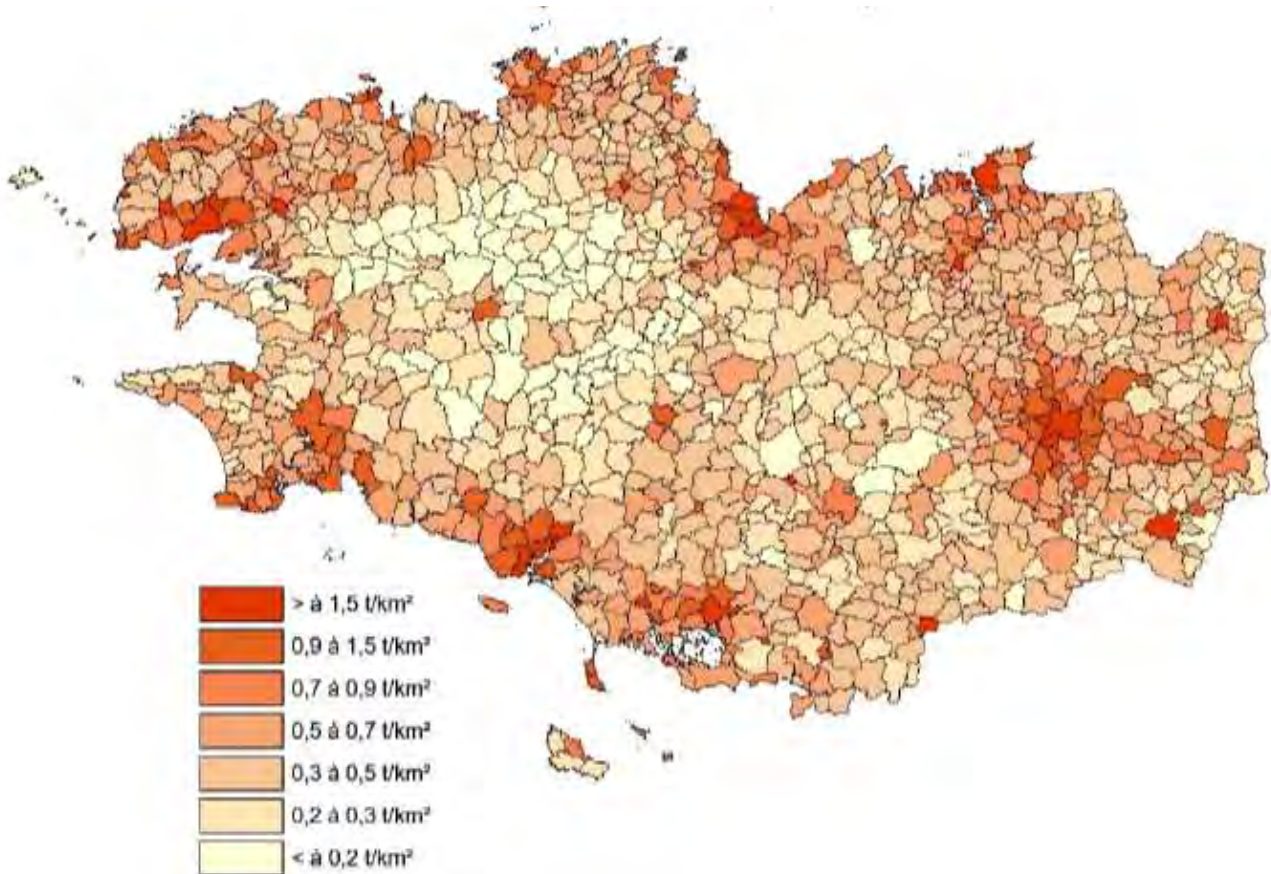 > à 1,5 t/km²
0,9 à 1,5 t/km²
0,7 à 0,9 t/km²
0,5 à 0,7 t/km²
0,3 à 0,5 t/km²
0,2 à 0,3 t/km²
< à 0,2 t/km²